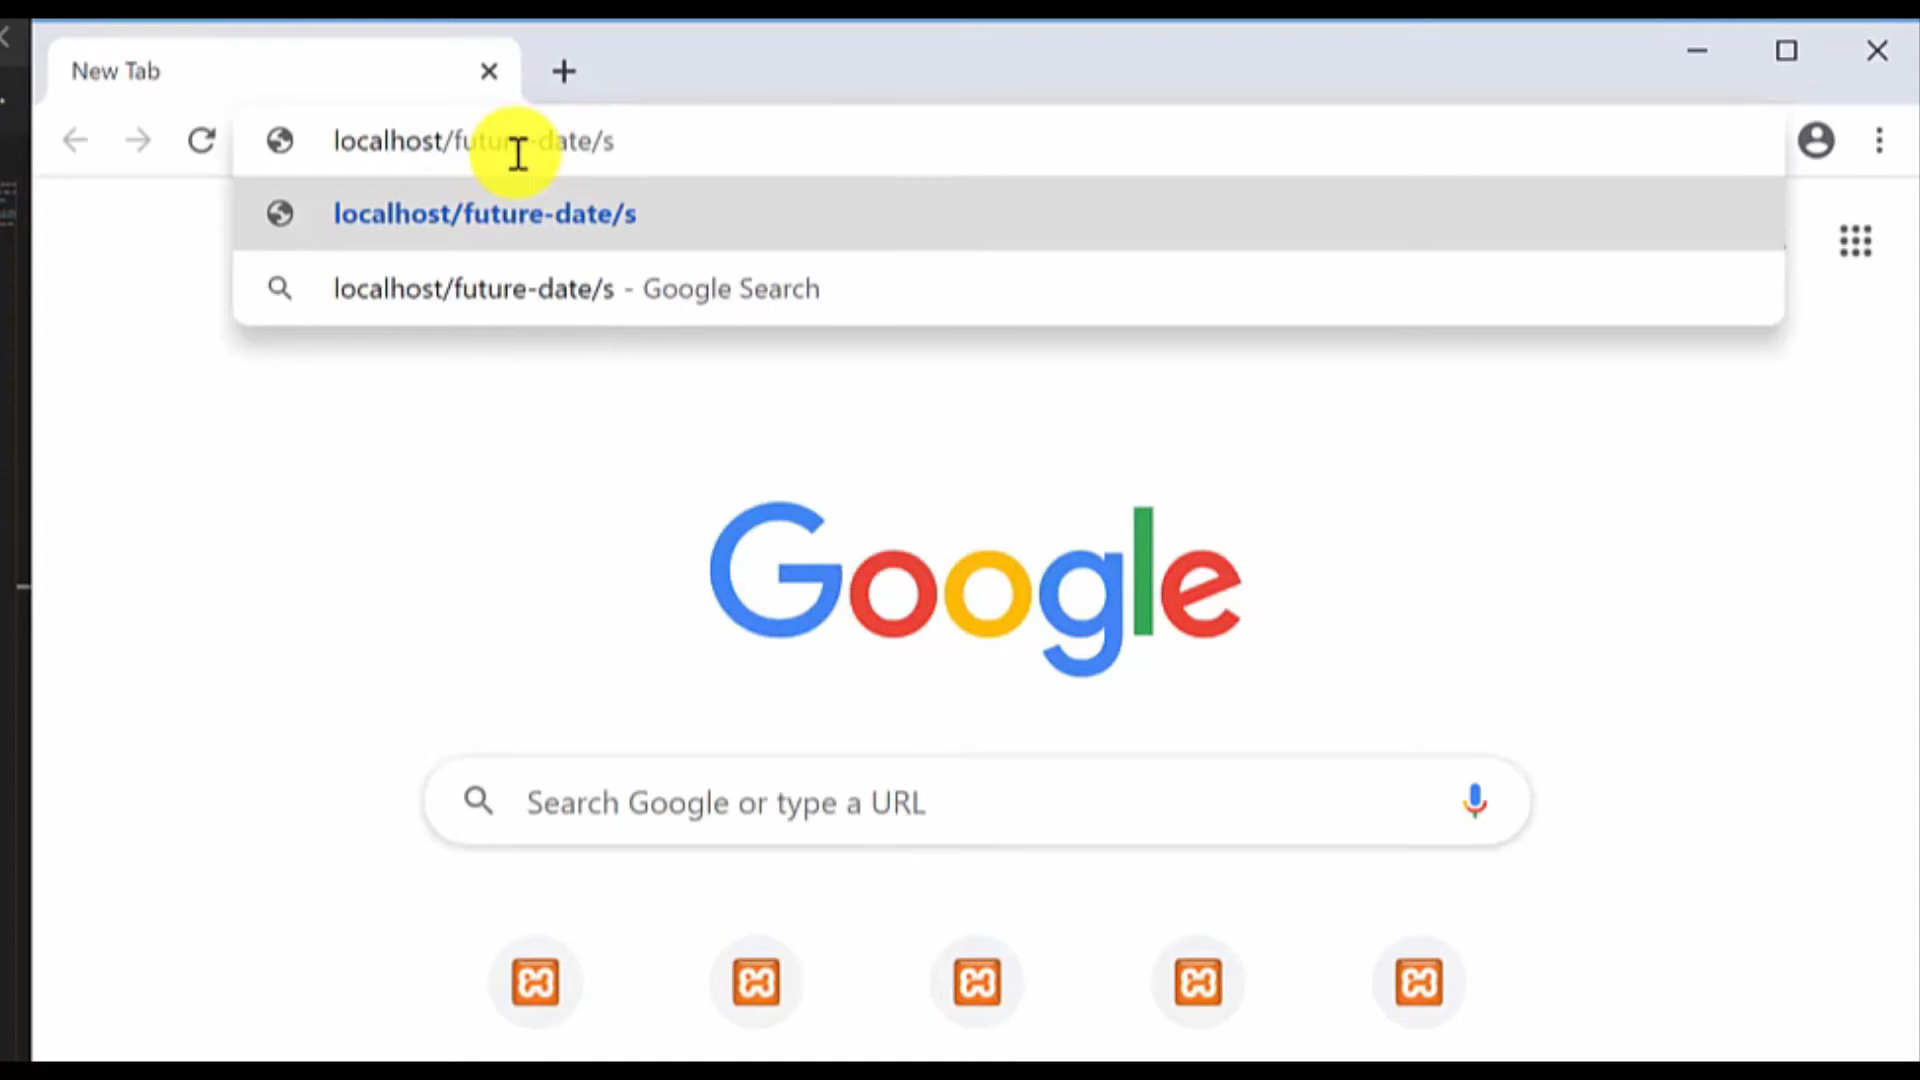 New Tab
localhost/future-date/s
localhost/future-date/s
localhost/future-date/s - Google Search
Google
Search Google or type a URL